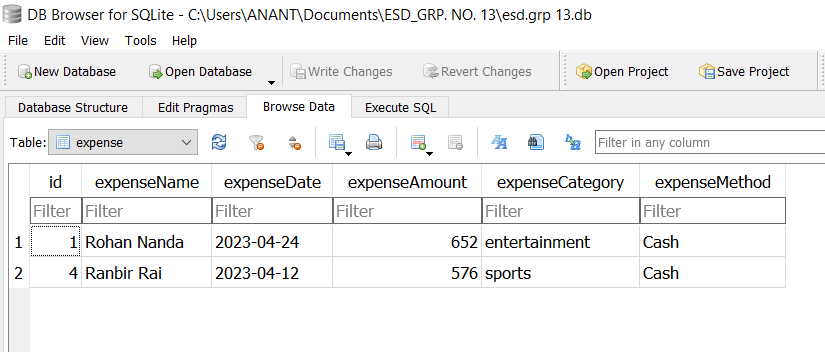 DB Browser for SQLite - C:\Users\ANANT\Documents\ESD_GRP. NO. 13\esd.grp 13.db
File Edit View Tools Help
New Database Open Database Write Changes Revert Changes Open Project Save Project
Database Structure Edit Pragmas Browse Data Execute SQL
Table: expense Filter in any column
id expenseName expenseDate expenseAmount expenseCategory expenseMethod
Filter Filter Filter Filter Filter Filter
1 1 Rohan Nanda 2023-04-24 652 entertainment Cash
2 4 Ranbir Rai 2023-04-12 576 sports Cash